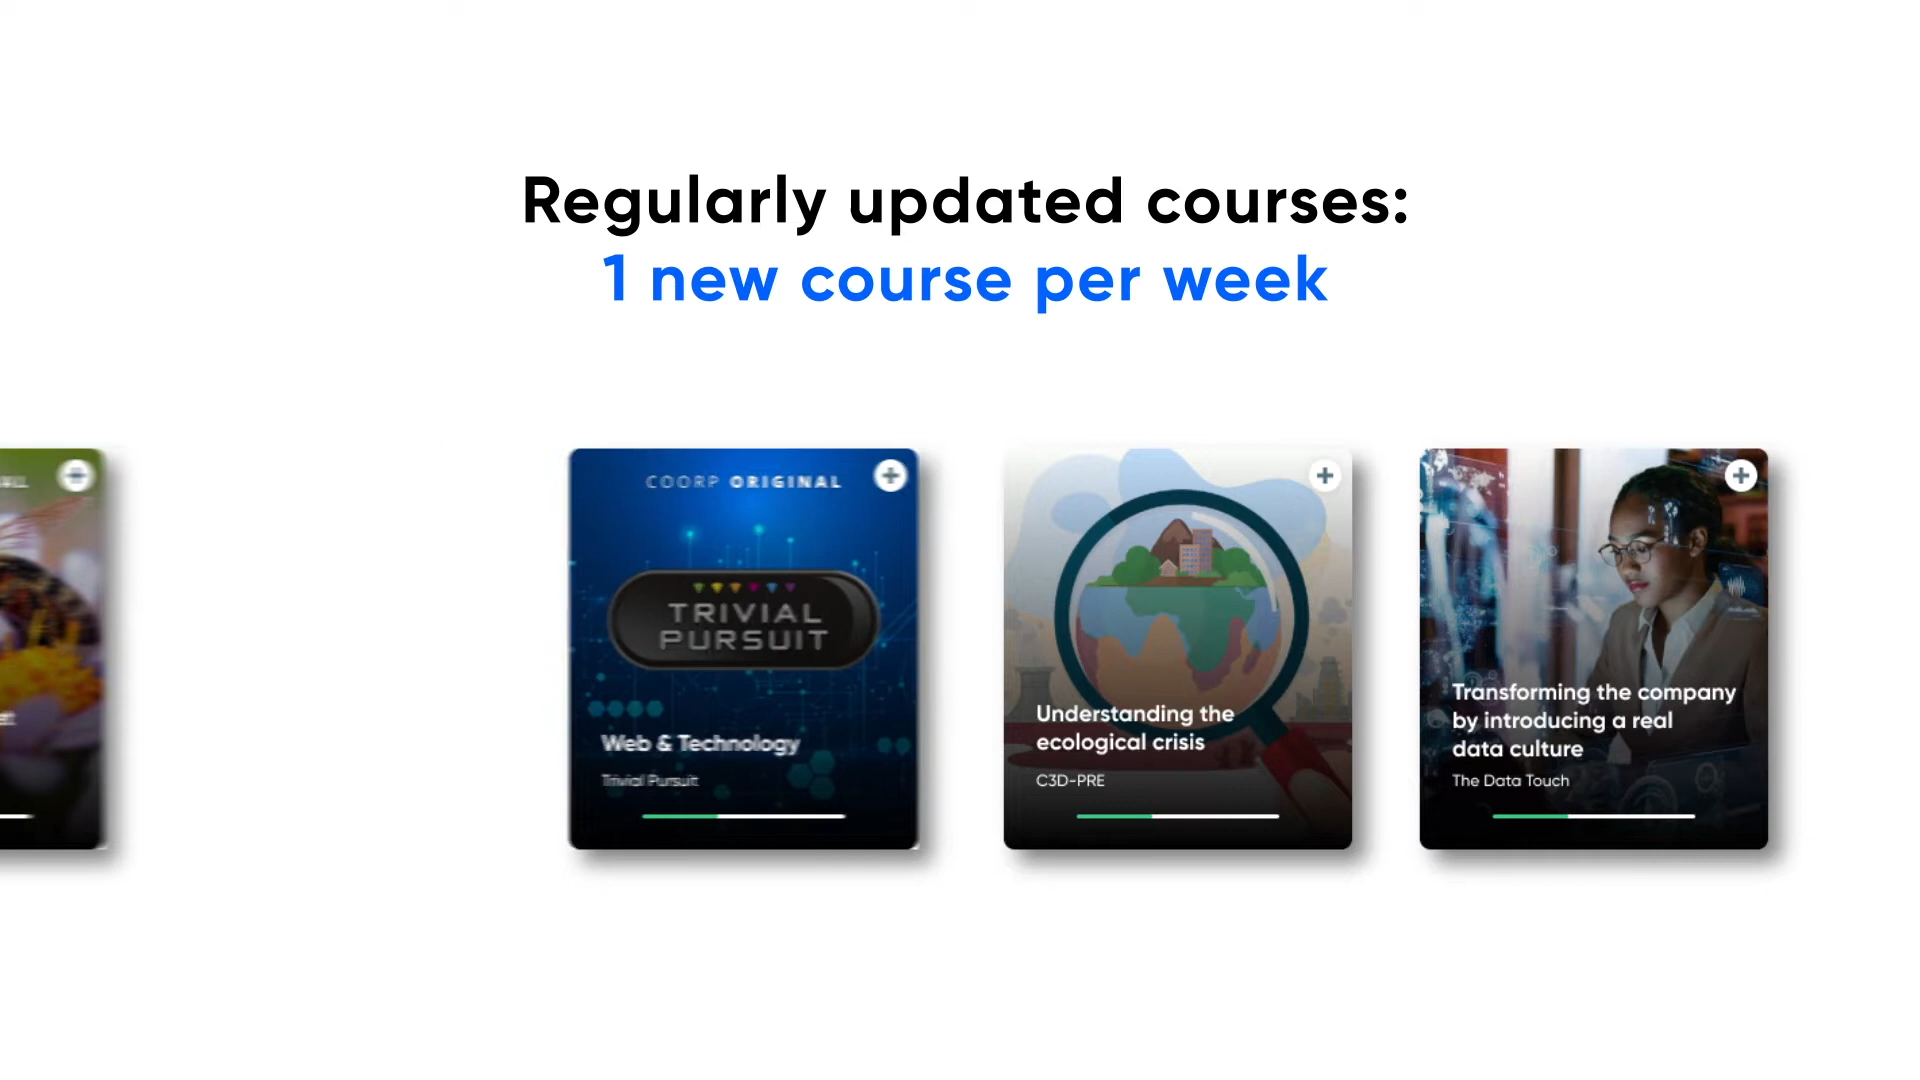 Regularly updated courses:
1 new course per week
COORP ORIGINAL
TRIVIAL
PURSUIT
Web & Technology
Trivial Pursuit
Understanding the
ecological crisis
C3D-PRE
Transforming the company
by introducing a real
data culture
The Data Touch